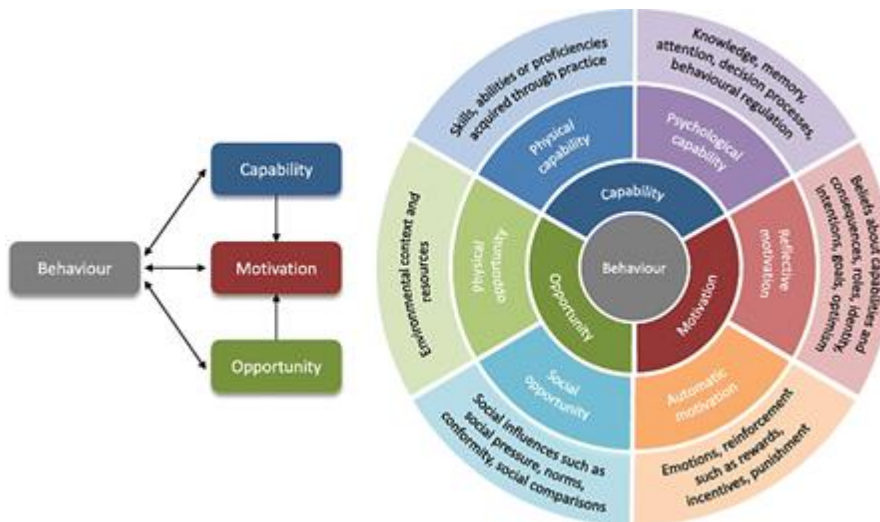 Capability
Behaviour
Motivation
Opportunity
Skills, abilities or proficiencies
acquired through practice
Knowledge, memory,
attention, decision processes,
behavioural regulation
Physical
capability
Psychological
capability
Capability
Environmental context and
resources
Physical
opportunity
Opportunity
Behaviour
Motivation
Reflective
motivation
Beliefs about capabilities and
consequences, roles, identity,
intentions, goals, optimism
Social
opportunity
Automatic
motivation
Social influences such as
social pressure, norms,
conformity, social comparisons
Emotions, reinforcement
such as rewards,
incentives, punishment